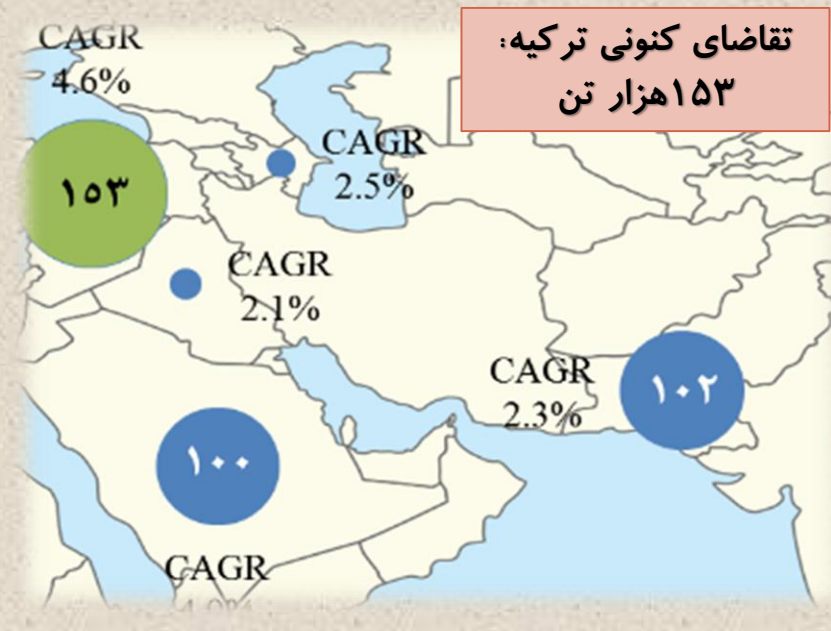 تقاضای کنونی ترکیه:
۱۵۳هزار تن
CAGR
4.6%
۱۵۳
CAGR
2.5%
CAGR
2.1%
CAGR
2.3%
۱۰۲
۱۰۰
CAGR